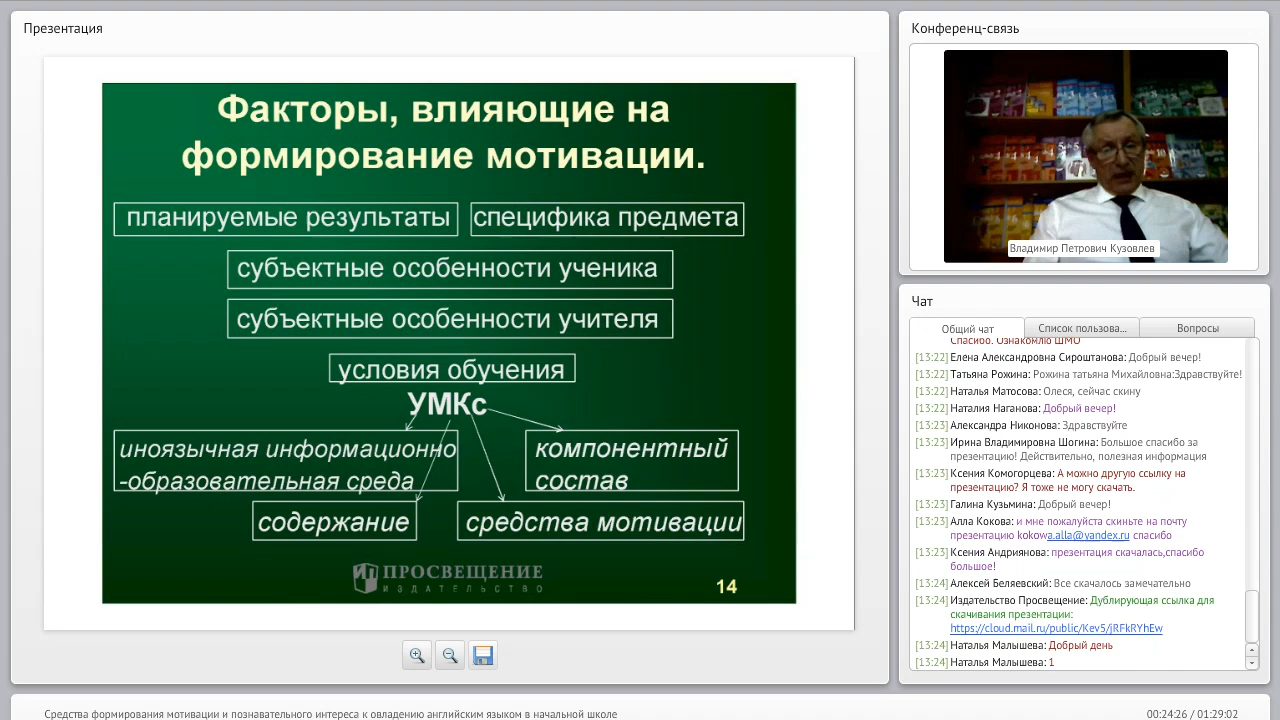 Презентация
Факторы, влияющие на
формирование мотивации.
планируемые результаты
специфика предмета
субъектные особенности ученика
субъектные особенности учителя
условия обучения
УМКс
иноязычная информационно
-образовательная среда
компонентный
состав
содержание
средства мотивации
ПРОСВЕЩЕНИЕ
ИЗДАТЕЛЬСТВО
14
Конференц-связь
Владимир Петрович Кузовлев
Чат
Общий чат
Список пользова...
Вопросы
Спасибо. Ознакомлю ШМО
[13:22] Елена Александровна Сироштанова: Добрый вечер!
[13:22] Татьяна Рожина: Рожина татьяна Михайловна:Здравствуйте!
[13:22] Наталья Матосова: Олеся, сейчас скину
[13:22] Наталия Наганова: Добрый вечер!
[13:23] Александра Никонова: Здравствуйте
[13:23] Ирина Владимировна Шогина: Большое спасибо за
презентацию! Действительно, полезная информация
[13:23] Ксения Комогорцева: А можно другую ссылку на
презентацию? Я тоже не могу скачать.
[13:23] Галина Кузьмина: Добрый вечер!
[13:23] Алла Кокова: и мне пожалуйста скиньте на почту
презентацию kokowa.alla@yandex.ru спасибо
[13:23] Ксения Андриянова: презентация скачалась,спасибо
большое!
[13:24] Алексей Беляевский: Все скачалось замечательно
[13:24] Издательство Просвещение: Дублирующая ссылка для
скачивания презентации:
https://cloud.mail.ru/public/Kev5/jRFkRYhEw
[13:24] Наталья Малышева: Добрый день
[13:24] Наталья Малышева: 1
Средства формирования мотивации и познавательного интереса к овладению английским языком в начальной школе
00:24:26 / 01:29:02